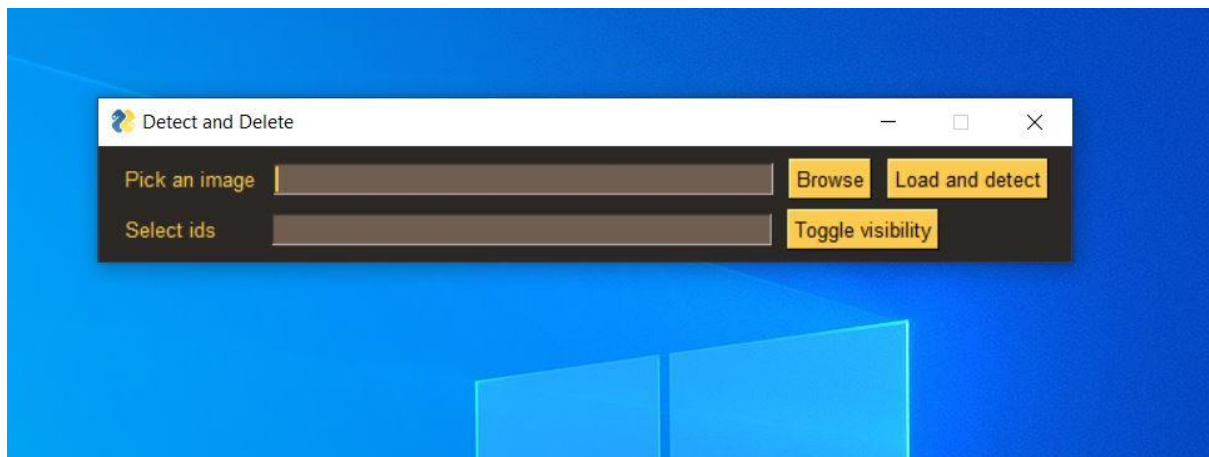 Detect and Delete
Pick an image Browse Load and detect
Select ids Toggle visibility